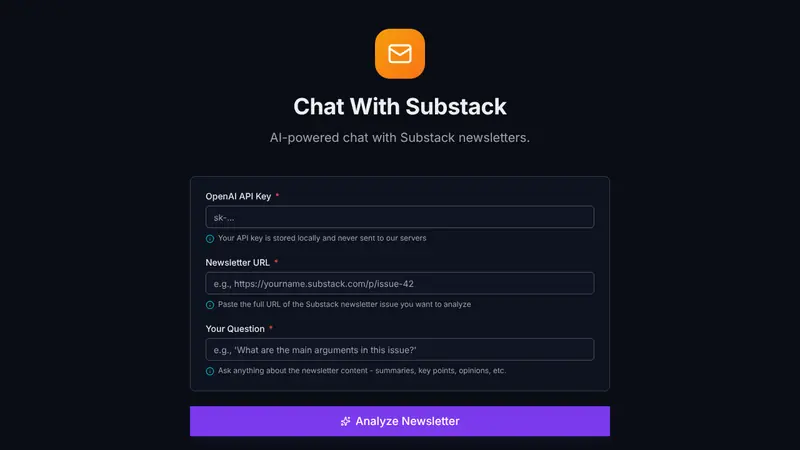 Chat With Substack
AI-powered chat with Substack newsletters.
OpenAI API Key *
sk-...
Your API key is stored locally and never sent to our servers
Newsletter URL *
e.g., https://yourname.substack.com/p/issue-42
Paste the full URL of the Substack newsletter issue you want to analyze
Your Question *
e.g., 'What are the main arguments in this issue?'
Ask anything about the newsletter content - summaries, key points, opinions, etc.
Analyze Newsletter